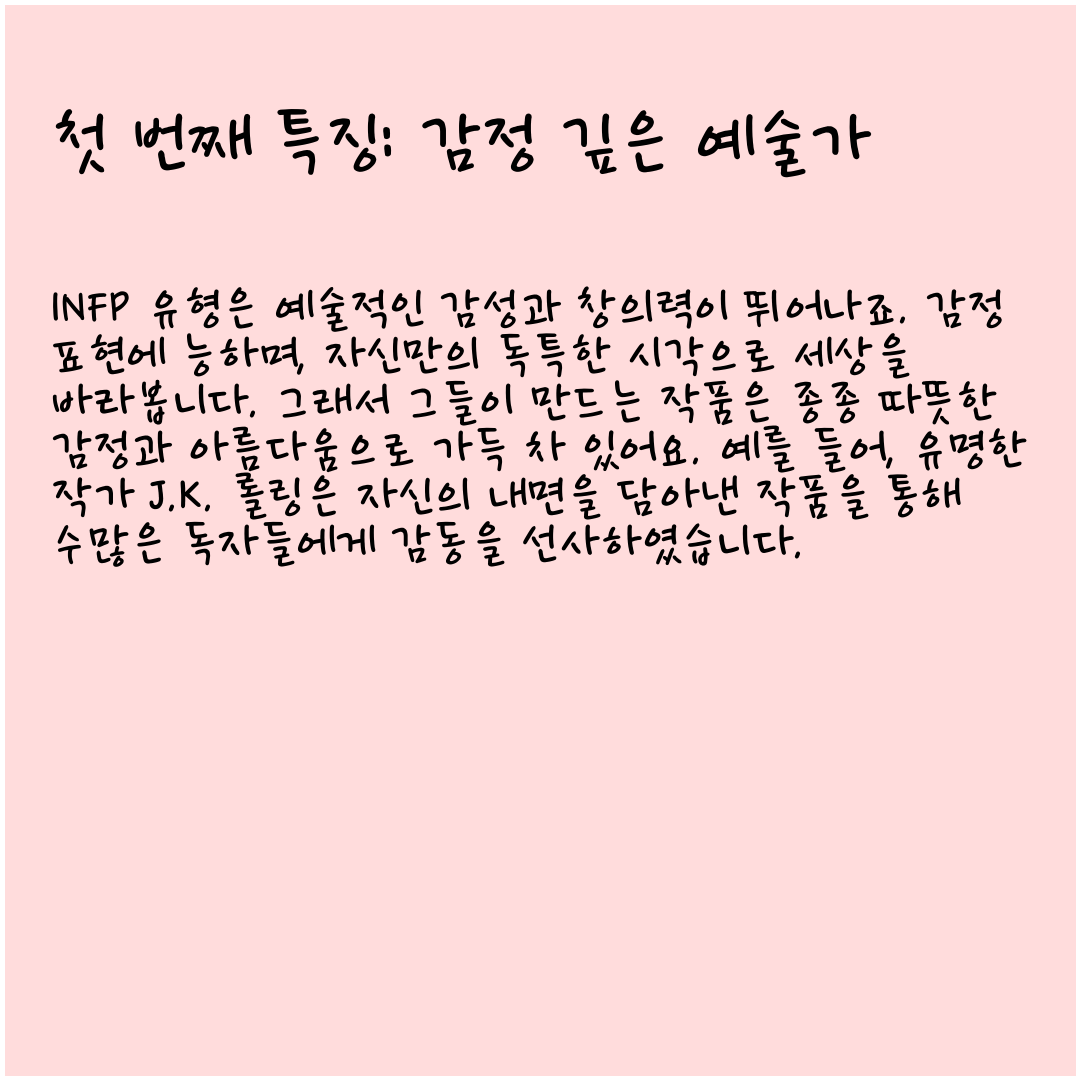 첫 번째 특징: 감정 깊은 예술가
INFP 유형은 예술적인 감성과 창의력이 뛰어나죠. 감정
표현에 능하며, 자신만의 독특한 시각으로 세상을
바라봅니다. 그래서 그들이 만드는 작품은 종종 따뜻한
감정과 아름다움으로 가득 차 있어요. 예를 들어, 유명한
작가 J.K. 롤링은 자신의 내면을 담아낸 작품을 통해
수많은 독자들에게 감동을 선사하였습니다.